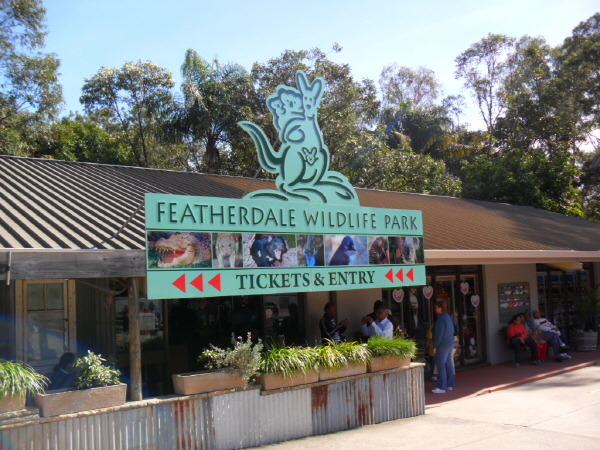 FEATHERDALE WILDLIFE PARK
TICKETS & ENTRY